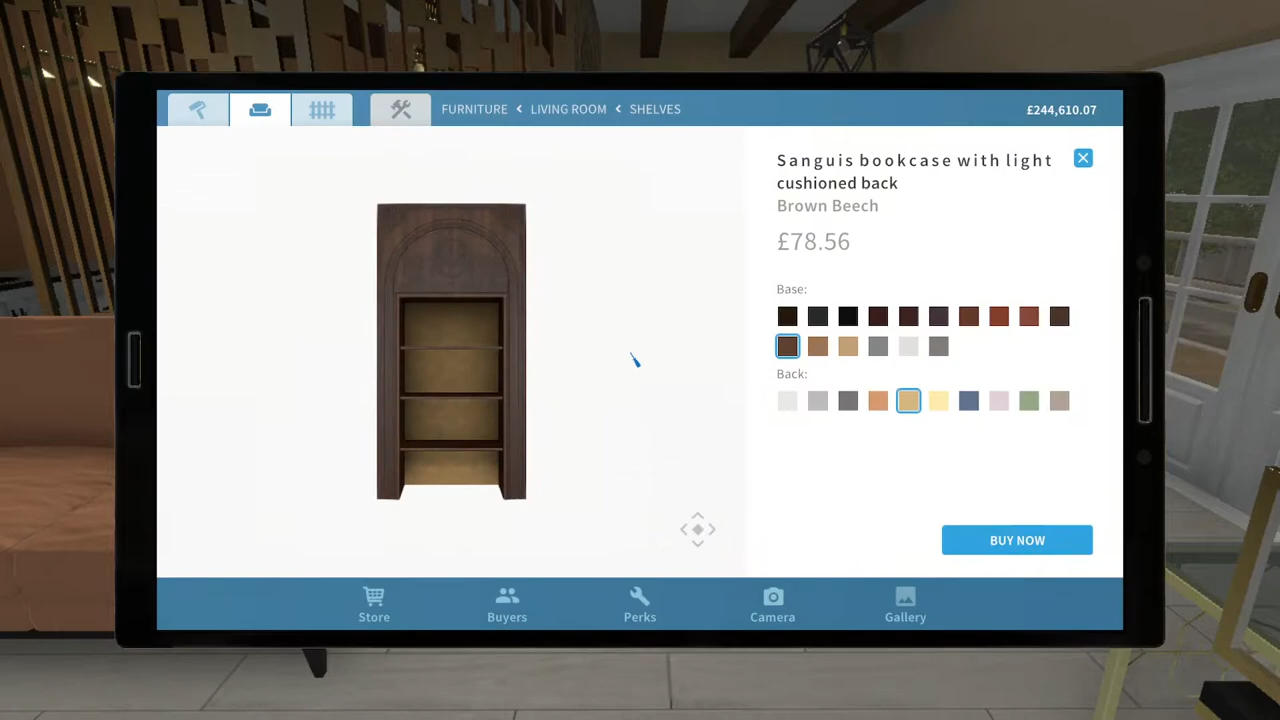 FURNITURE < LIVING ROOM < SHELVES
£244,610.07
Sanguis bookcase with light
cushioned back
Brown Beech
£78.56
Base:
Back:
BUY NOW
Store
Buyers
Perks
Camera
Gallery